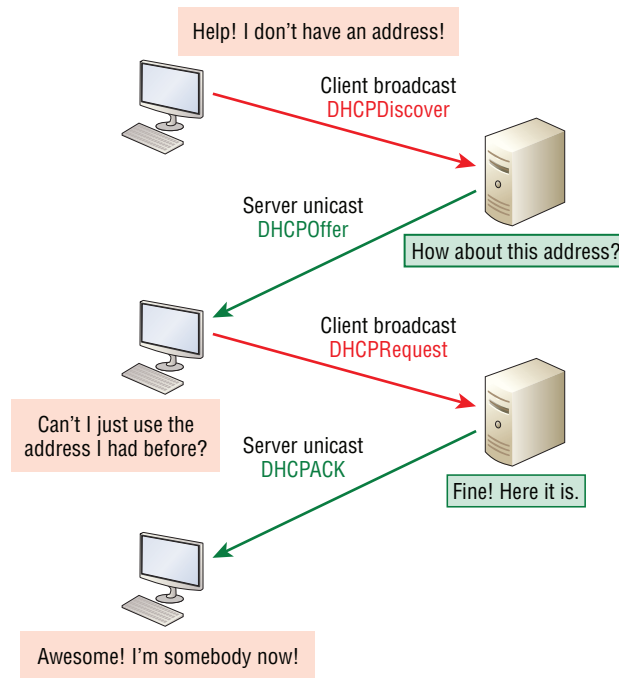 Help! I don't have an address!
Client broadcast
DHCPDiscover
Server unicast
DHCPOffer
How about this address?
Client broadcast
DHCPRequest
Can't I just use the
address I had before?
Server unicast
DHCPACK
Fine! Here it is.
Awesome! I'm somebody now!